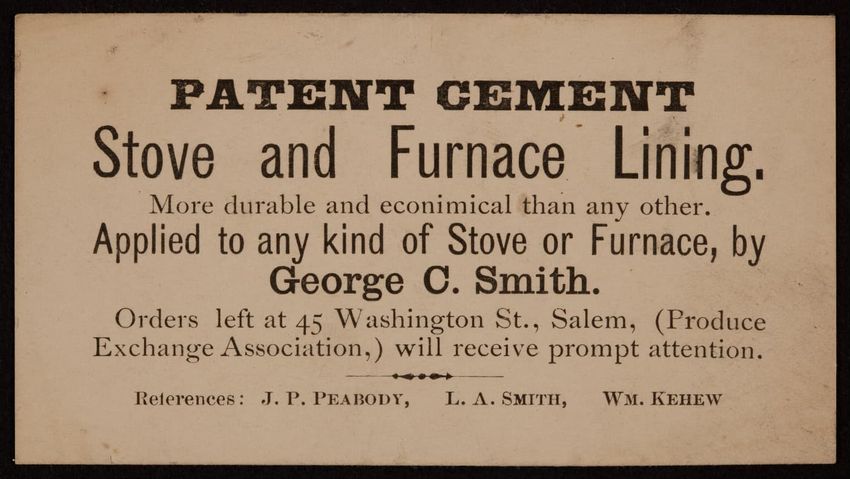 PATENT CEMENT
Stove and Furnace Lining.
More durable and econimical than any other.
Applied to any kind of Stove or Furnace, by
George C. Smith.
Orders left at 45 Washington St., Salem, (Produce
Exchange Association,) will receive prompt attention.
References: J. P. PEABODY, L. A. SMITH, WM. KEHEW